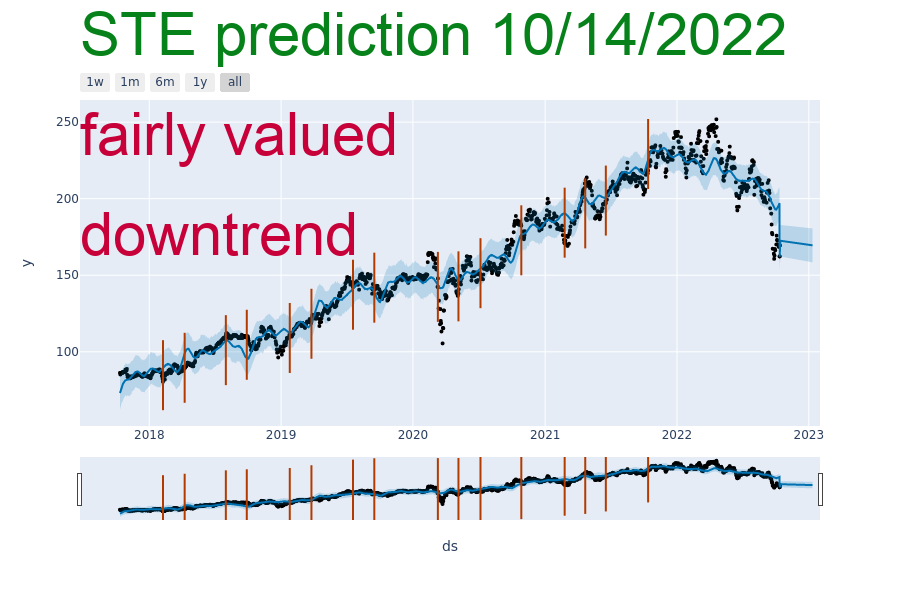 STE prediction 10/14/2022
1w 1m 6m 1y all
fairly valued
downtrend
250
200
150
100
y
2018 2019 2020 2021 2022 2023
ds